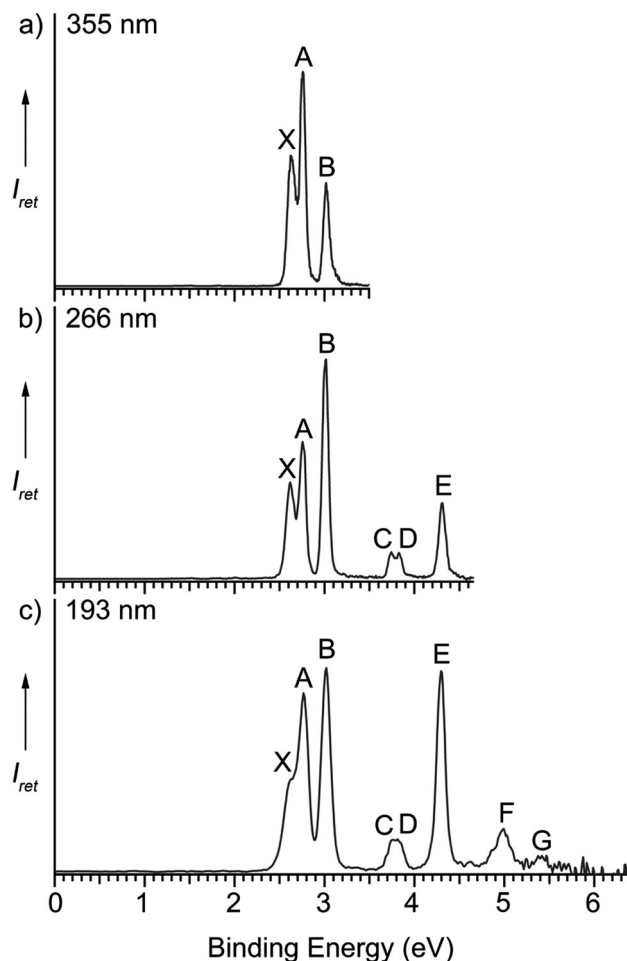 a) 355 nm
A
X
B
I_ret
b) 266 nm
B
A
X
E
C D
I_ret
c) 193 nm
B
E
A
X
C D
F
G
I_ret
0 1 2 3 4 5 6
Binding Energy (eV)